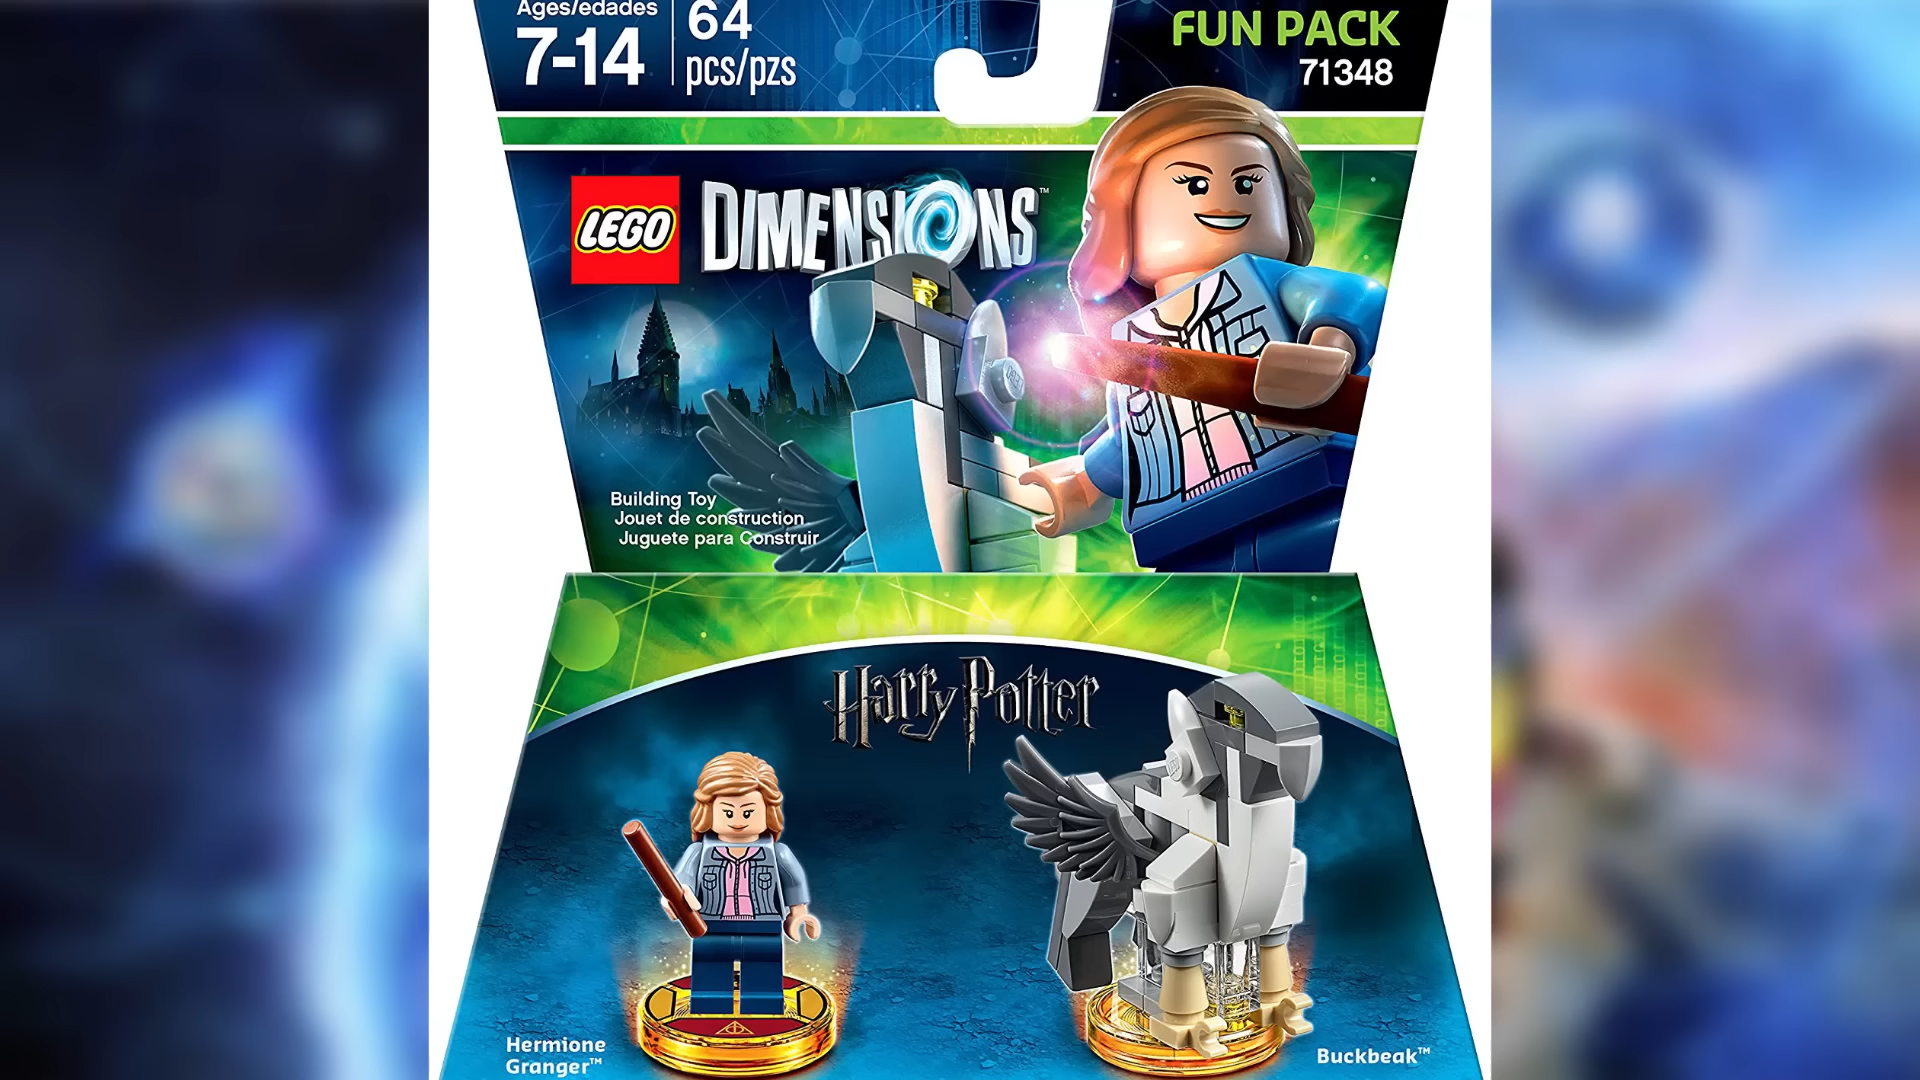 Ages/edades
7-14
64
pcs/pzs
FUN PACK
71348
LEGO
DIMENSIONS™
Building Toy
Jouet de construction
Juguete para Construir
Harry Potter
Hermione
Granger™
Buckbeak™